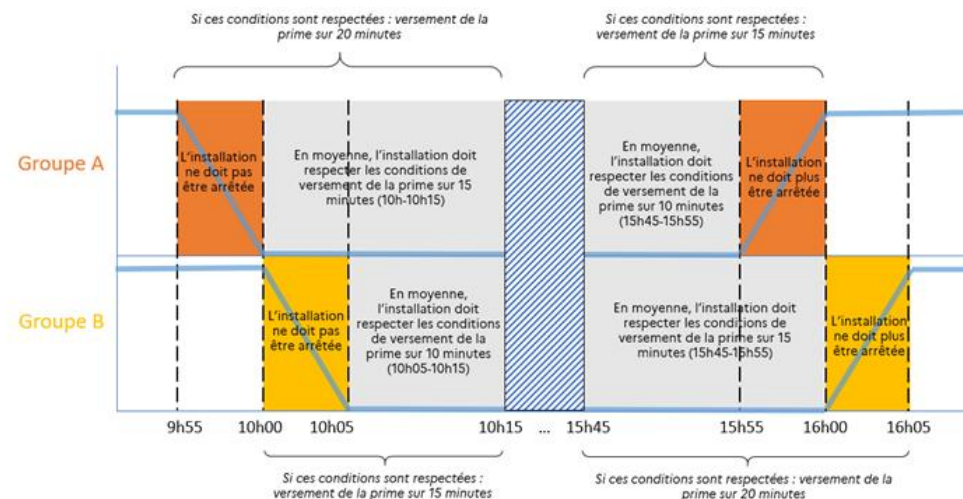 Si ces conditions sont respectées : versement de la
prime sur 20 minutes
Si ces conditions sont respectées :
versement de la prime sur 15 minutes
Groupe A
L'installation
ne doit pas
être arrêtée
En moyenne, l'installation doit
respecter les conditions de
versement de la prime sur 15
minutes (10h-10h15)
En moyenne,
l'installation doit
respecter les conditions
de versement de la
prime sur 10 minutes
(15h45-15h55)
L'installation
ne doit plus
être arrêtée
Groupe B
L'installation
ne doit pas
être arrêtée
En moyenne,
l'installation doit
respecter les conditions
de versement de la
prime sur 10 minutes
(10h05-10h15)
En moyenne, l'installation doit
respecter les conditions de
versement de la prime sur 15
minutes (15h45-15h55)
L'installation
ne doit plus
être arrêtée
9h55
10h00
10h05
10h15
...
15h45
15h55
16h00
16h05
Si ces conditions sont respectées :
versement de la prime sur 15 minutes
Si ces conditions sont respectées : versement de la
prime sur 20 minutes